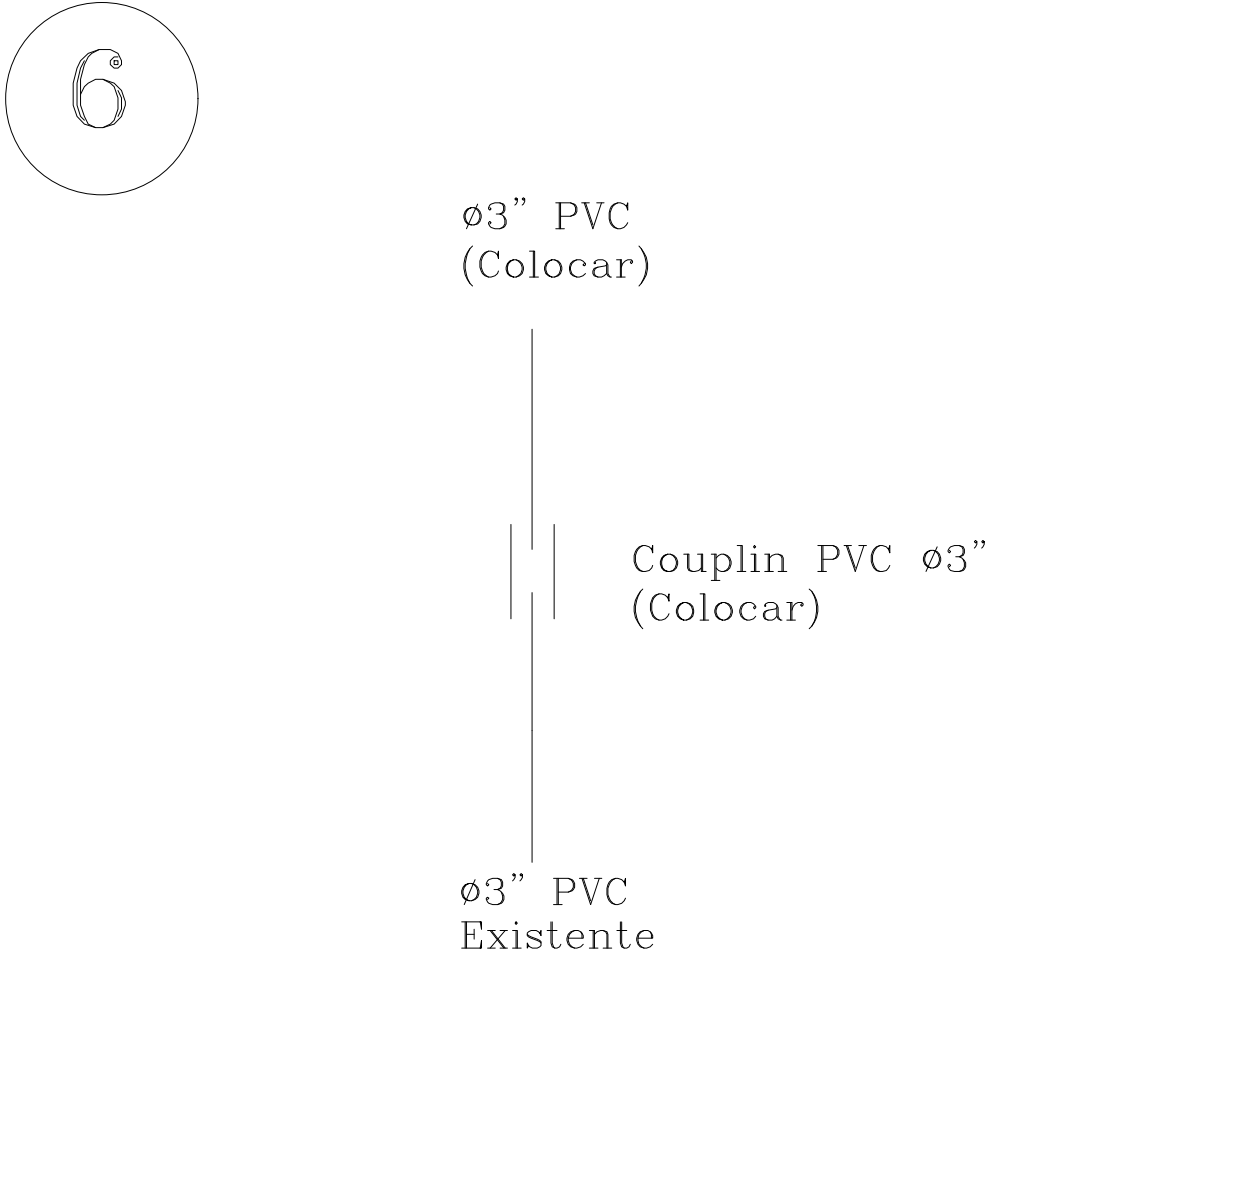 6
ø3" PVC
(Colocar)
Couplin PVC ø3"
(Colocar)
ø3" PVC
Existente